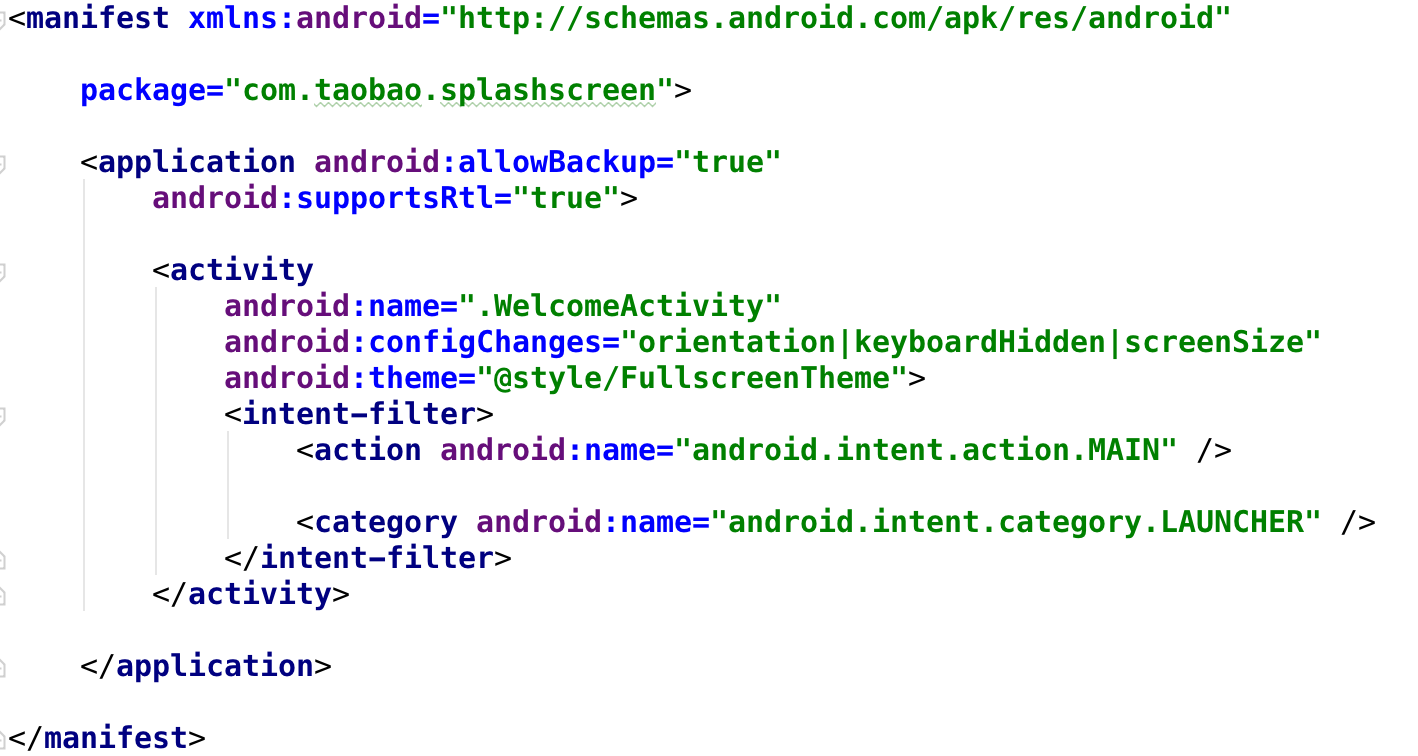 <manifest xmlns:android="http://schemas.android.com/apk/res/android"
package="com.taobao.splashscreen">
<application android:allowBackup="true"
android:supportsRtl="true">
<activity
android:name=".WelcomeActivity"
android:configChanges="orientation|keyboardHidden|screenSize"
android:theme="@style/FullscreenTheme">
<intent-filter>
<action android:name="android.intent.action.MAIN" />
<category android:name="android.intent.category.LAUNCHER" />
</intent-filter>
</activity>
</application>
</manifest>